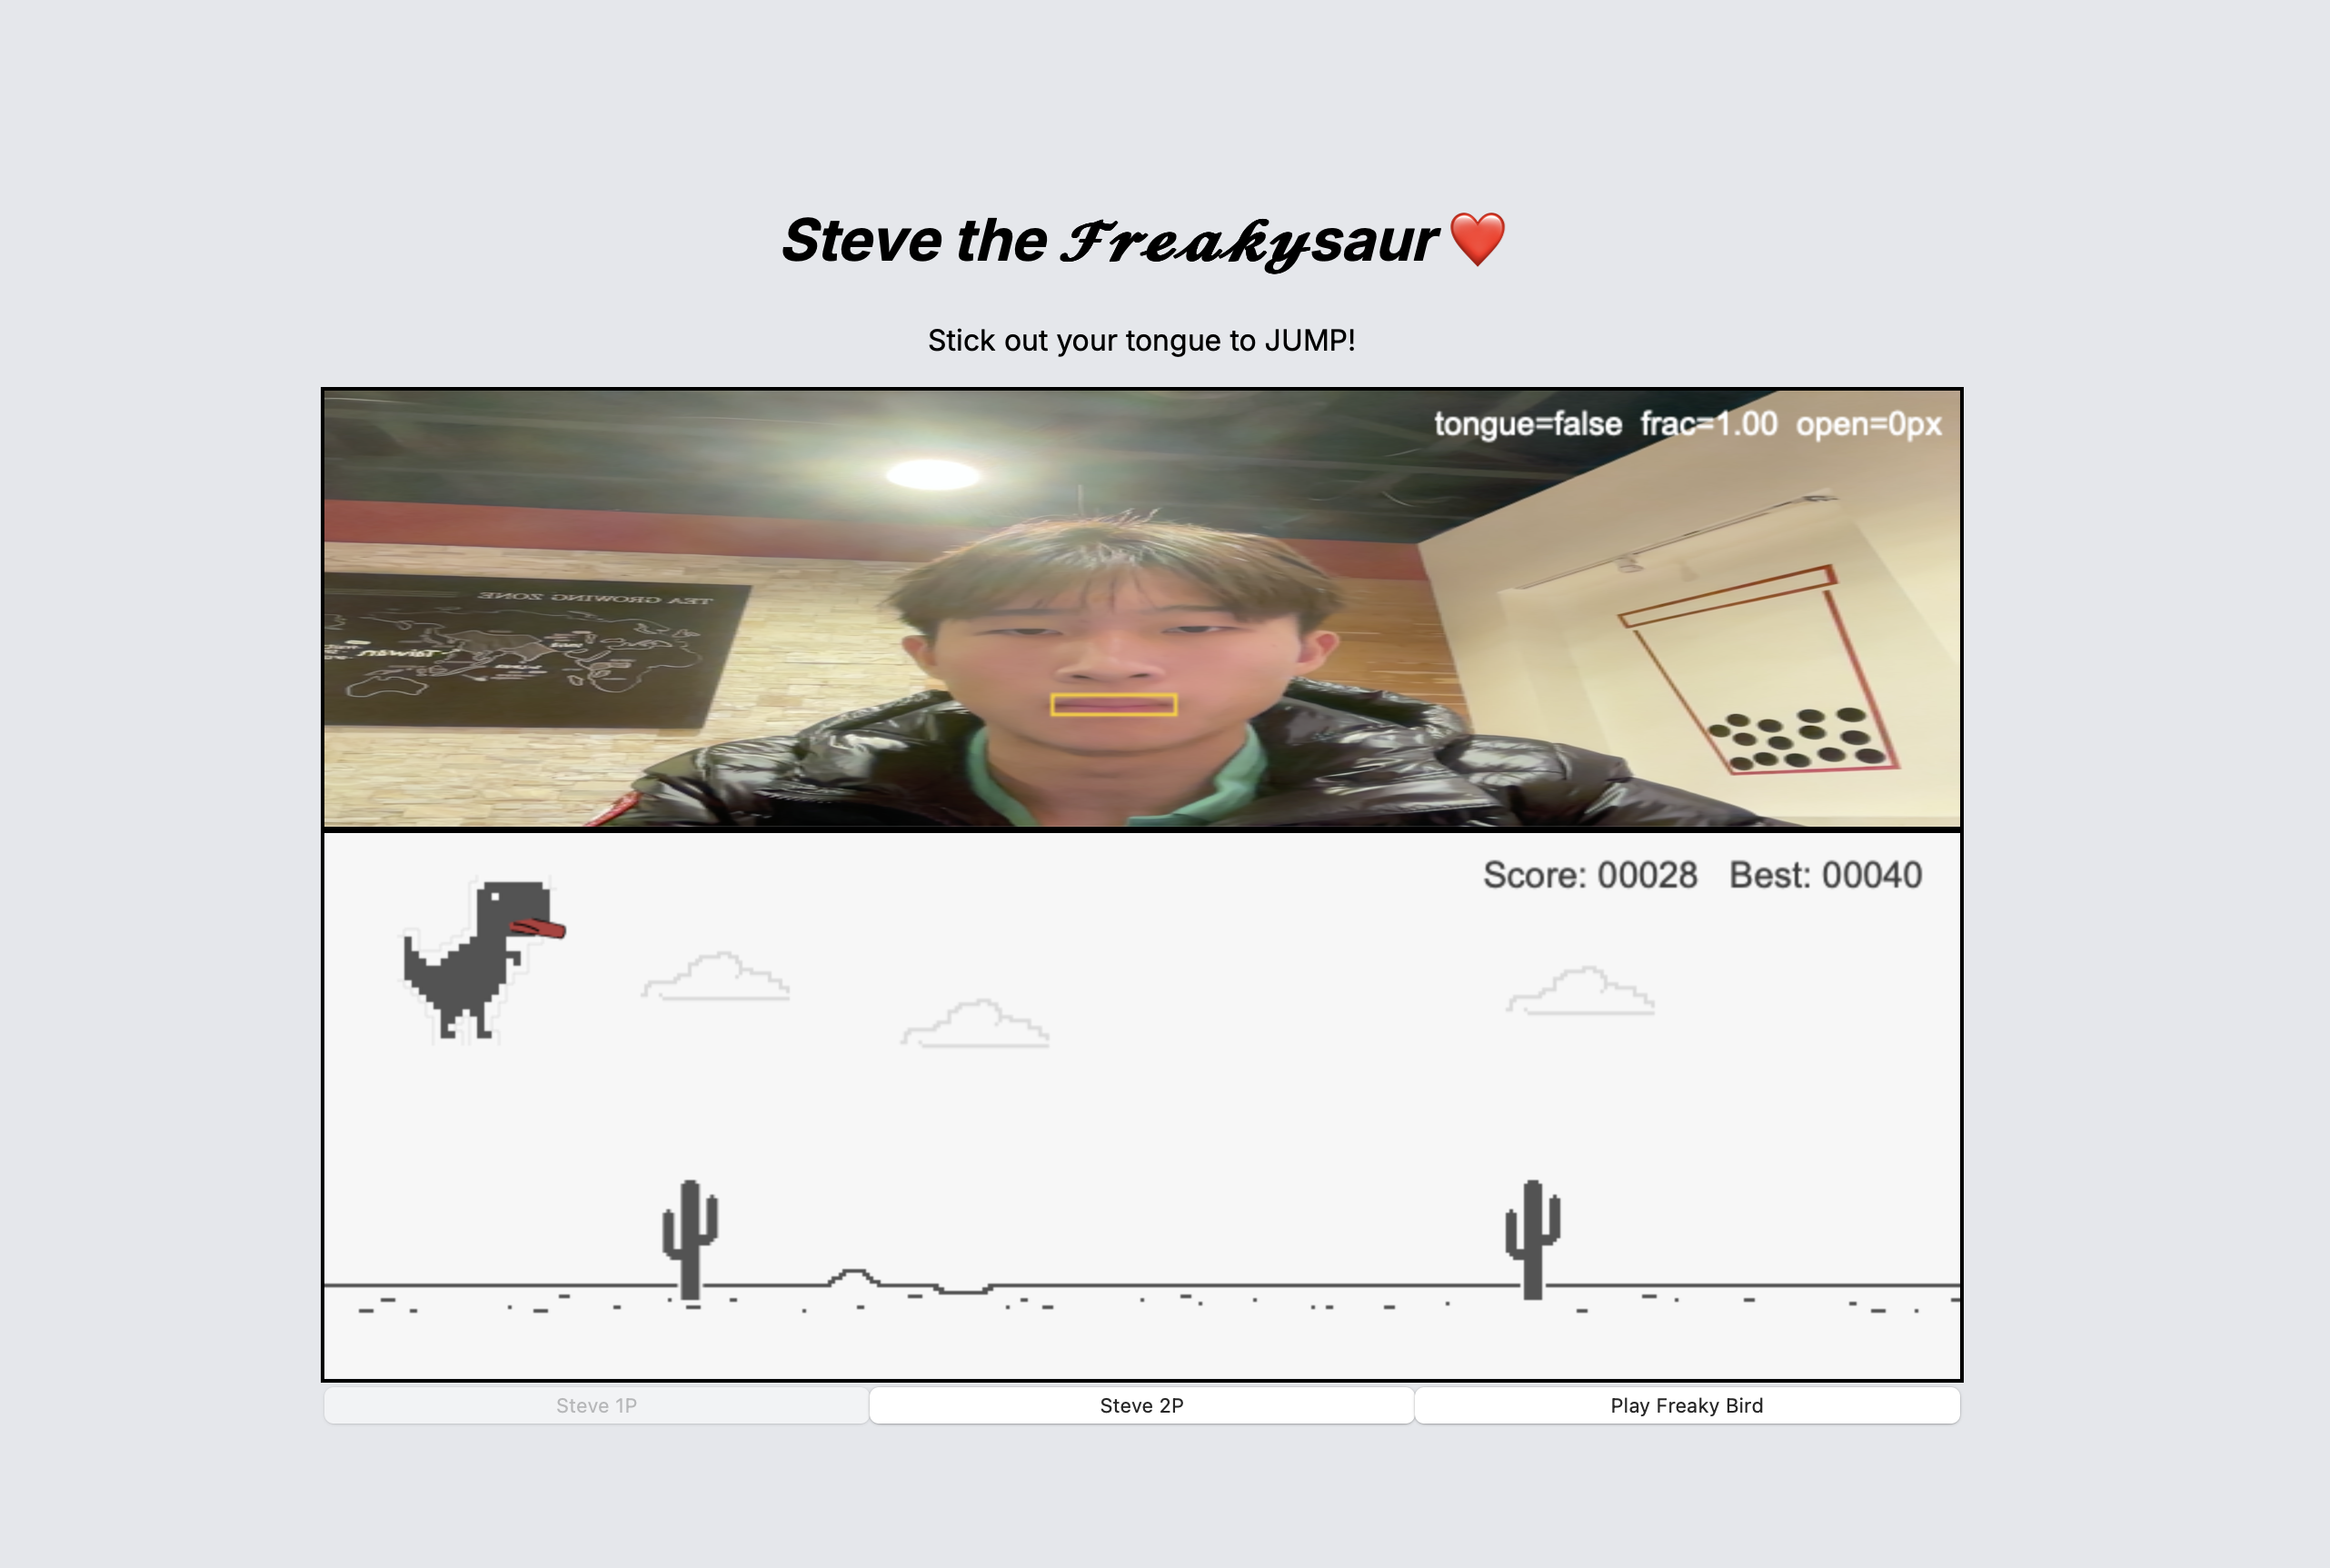 Steve the 𝓕𝓻𝓮𝓪𝓴𝔂saur ❤️
Stick out your tongue to JUMP!
tongue=false frac=1.00 open=0px
TEA GROWING ZONE
Taiwan
Score: 00028 Best: 00040
Steve 1P
Steve 2P
Play Freaky Bird